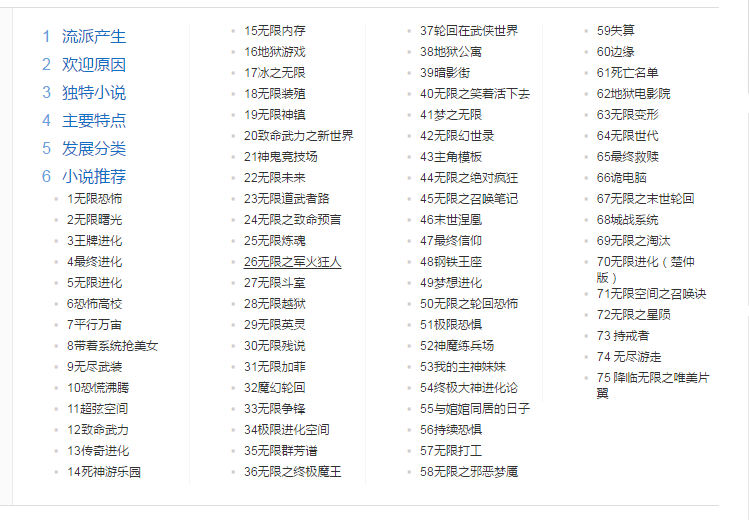 1 流派产生
2 欢迎原因
3 独特小说
4 主要特点
5 发展分类
6 小说推荐
1无限恐怖
2无限曙光
3王牌进化
4最终进化
5无限进化
6恐怖高校
7平行万宙
8带着系统抢美女
9无尽武装
10恐慌沸腾
11超弦空间
12致命武力
13传奇进化
14死神游乐园
15无限内存
16地狱游戏
17冰之无限
18无限装殖
19无限神镇
20致命武力之新世界
21神鬼竞技场
22无限未来
23无限道武者路
24无限之致命预言
25无限炼魂
26无限之军火狂人
27无限斗室
28无限越狱
29无限英灵
30无限残说
31无限加菲
32魔幻轮回
33无限争锋
34极限进化空间
35无限群芳谱
36无限之终极魔王
37轮回在武侠世界
38地狱公寓
39暗影街
40无限之笑着活下去
41梦之无限
42无限幻世录
43主角模板
44无限之绝对疯狂
45无限之召唤笔记
46末世涅凰
47最终信仰
48钢铁王座
49梦想进化
50无限之轮回恐怖
51极限恐惧
52神魔练兵场
53我的主神妹妹
54终极大神进化论
55与婠婠同居的日子
56持续恐惧
57无限打工
58无限之邪恶梦魇
59失算
60边缘
61死亡名单
62地狱电影院
63无限变形
64无限世代
65最终救赎
66诡电脑
67无限之末世轮回
68城战系统
69无限之淘汰
70无限进化（楚仲
版）
71无限空间之召唤诀
72无限之星陨
73 持戒者
74 无尽游走
75 降临无限之唯美片
翼